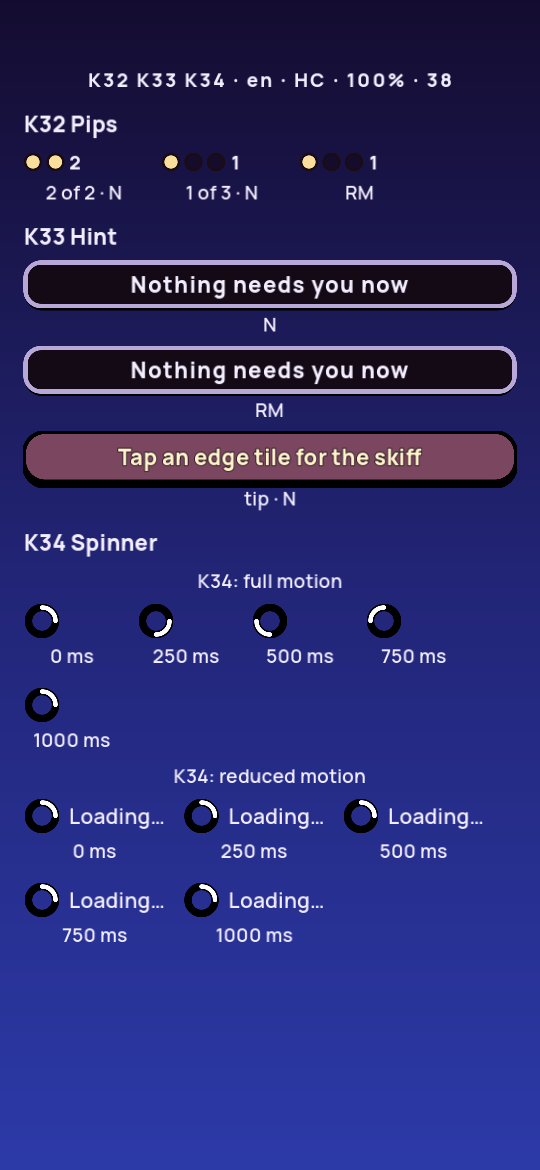 K32 K33 K34 · en · HC · 100% · 38
K32 Pips
2 1 1
2 of 2 · N 1 of 3 · N RM
K33 Hint
Nothing needs you now
N
Nothing needs you now
RM
Tap an edge tile for the skiff
tip · N
K34 Spinner
K34: full motion
0 ms 250 ms 500 ms 750 ms
1000 ms
K34: reduced motion
Loading… Loading… Loading…
0 ms 250 ms 500 ms
Loading… Loading…
750 ms 1000 ms